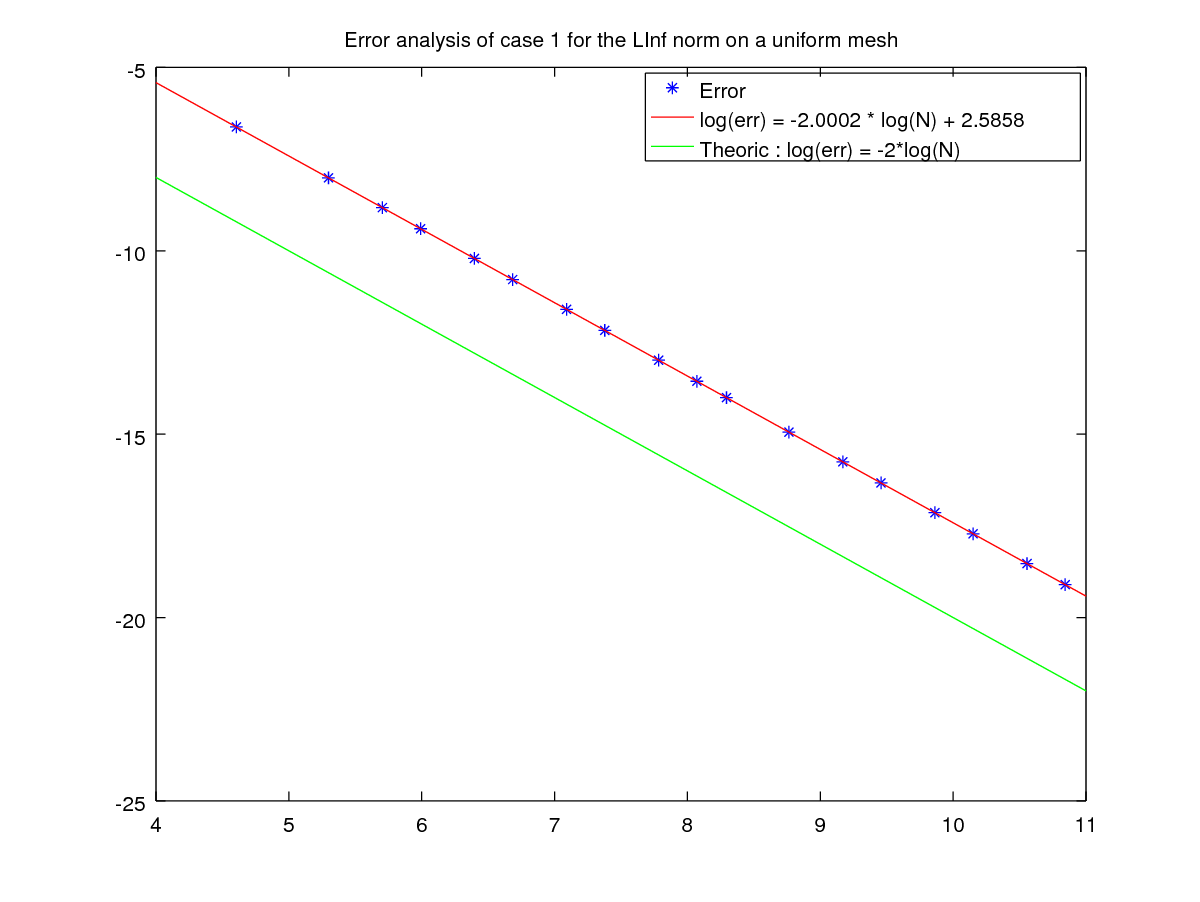 Error analysis of case 1 for the LInf norm on a uniform mesh
Error
log(err) = -2.0002 * log(N) + 2.5858
Theoric : log(err) = -2*log(N)
-5
-10
-15
-20
-25
4 5 6 7 8 9 10 11